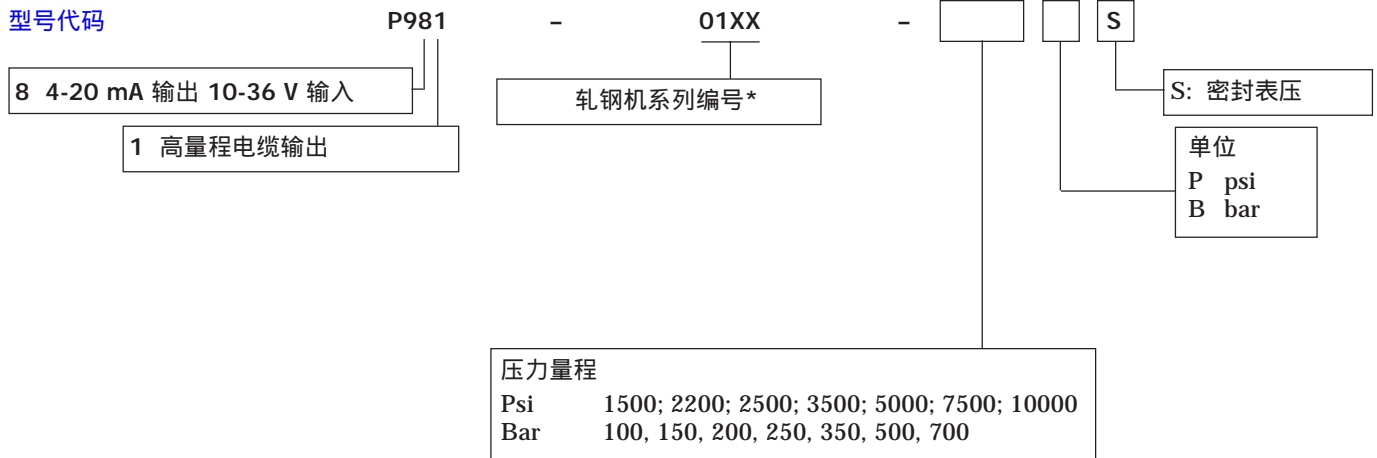 型号代码 P981 – 01XX – S
8 4-20 mA 输出 10-36 V 输入
轧钢机系列编号*
S: 密封表压
1 高量程电缆输出
单位
P psi
B bar
压力量程
Psi 1500; 2200; 2500; 3500; 5000; 7500; 10000
Bar 100, 150, 200, 250, 350, 500, 700